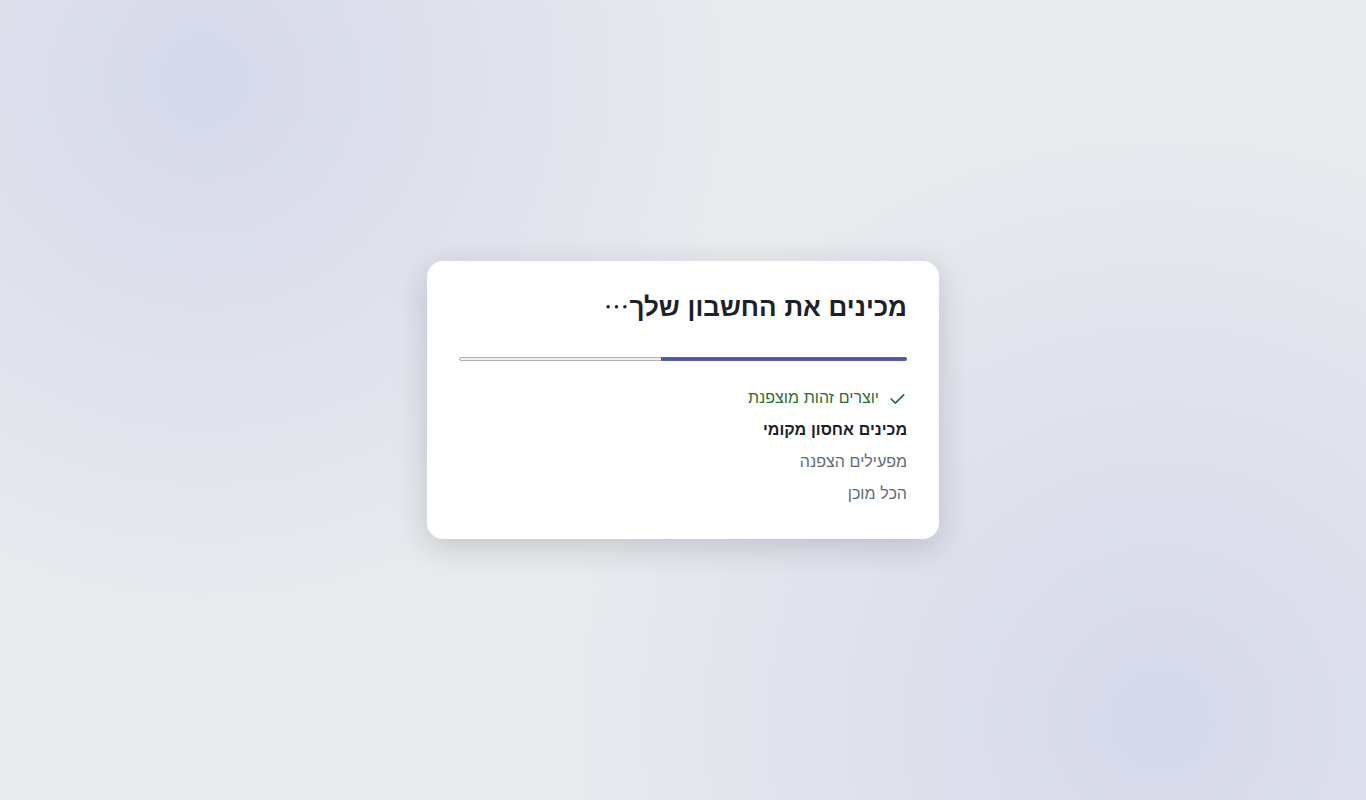 מכינים את החשבון שלך…
יוצרים זהות מוצפנת
מכינים אחסון מקומי
מפעילים הצפנה
הכל מוכן